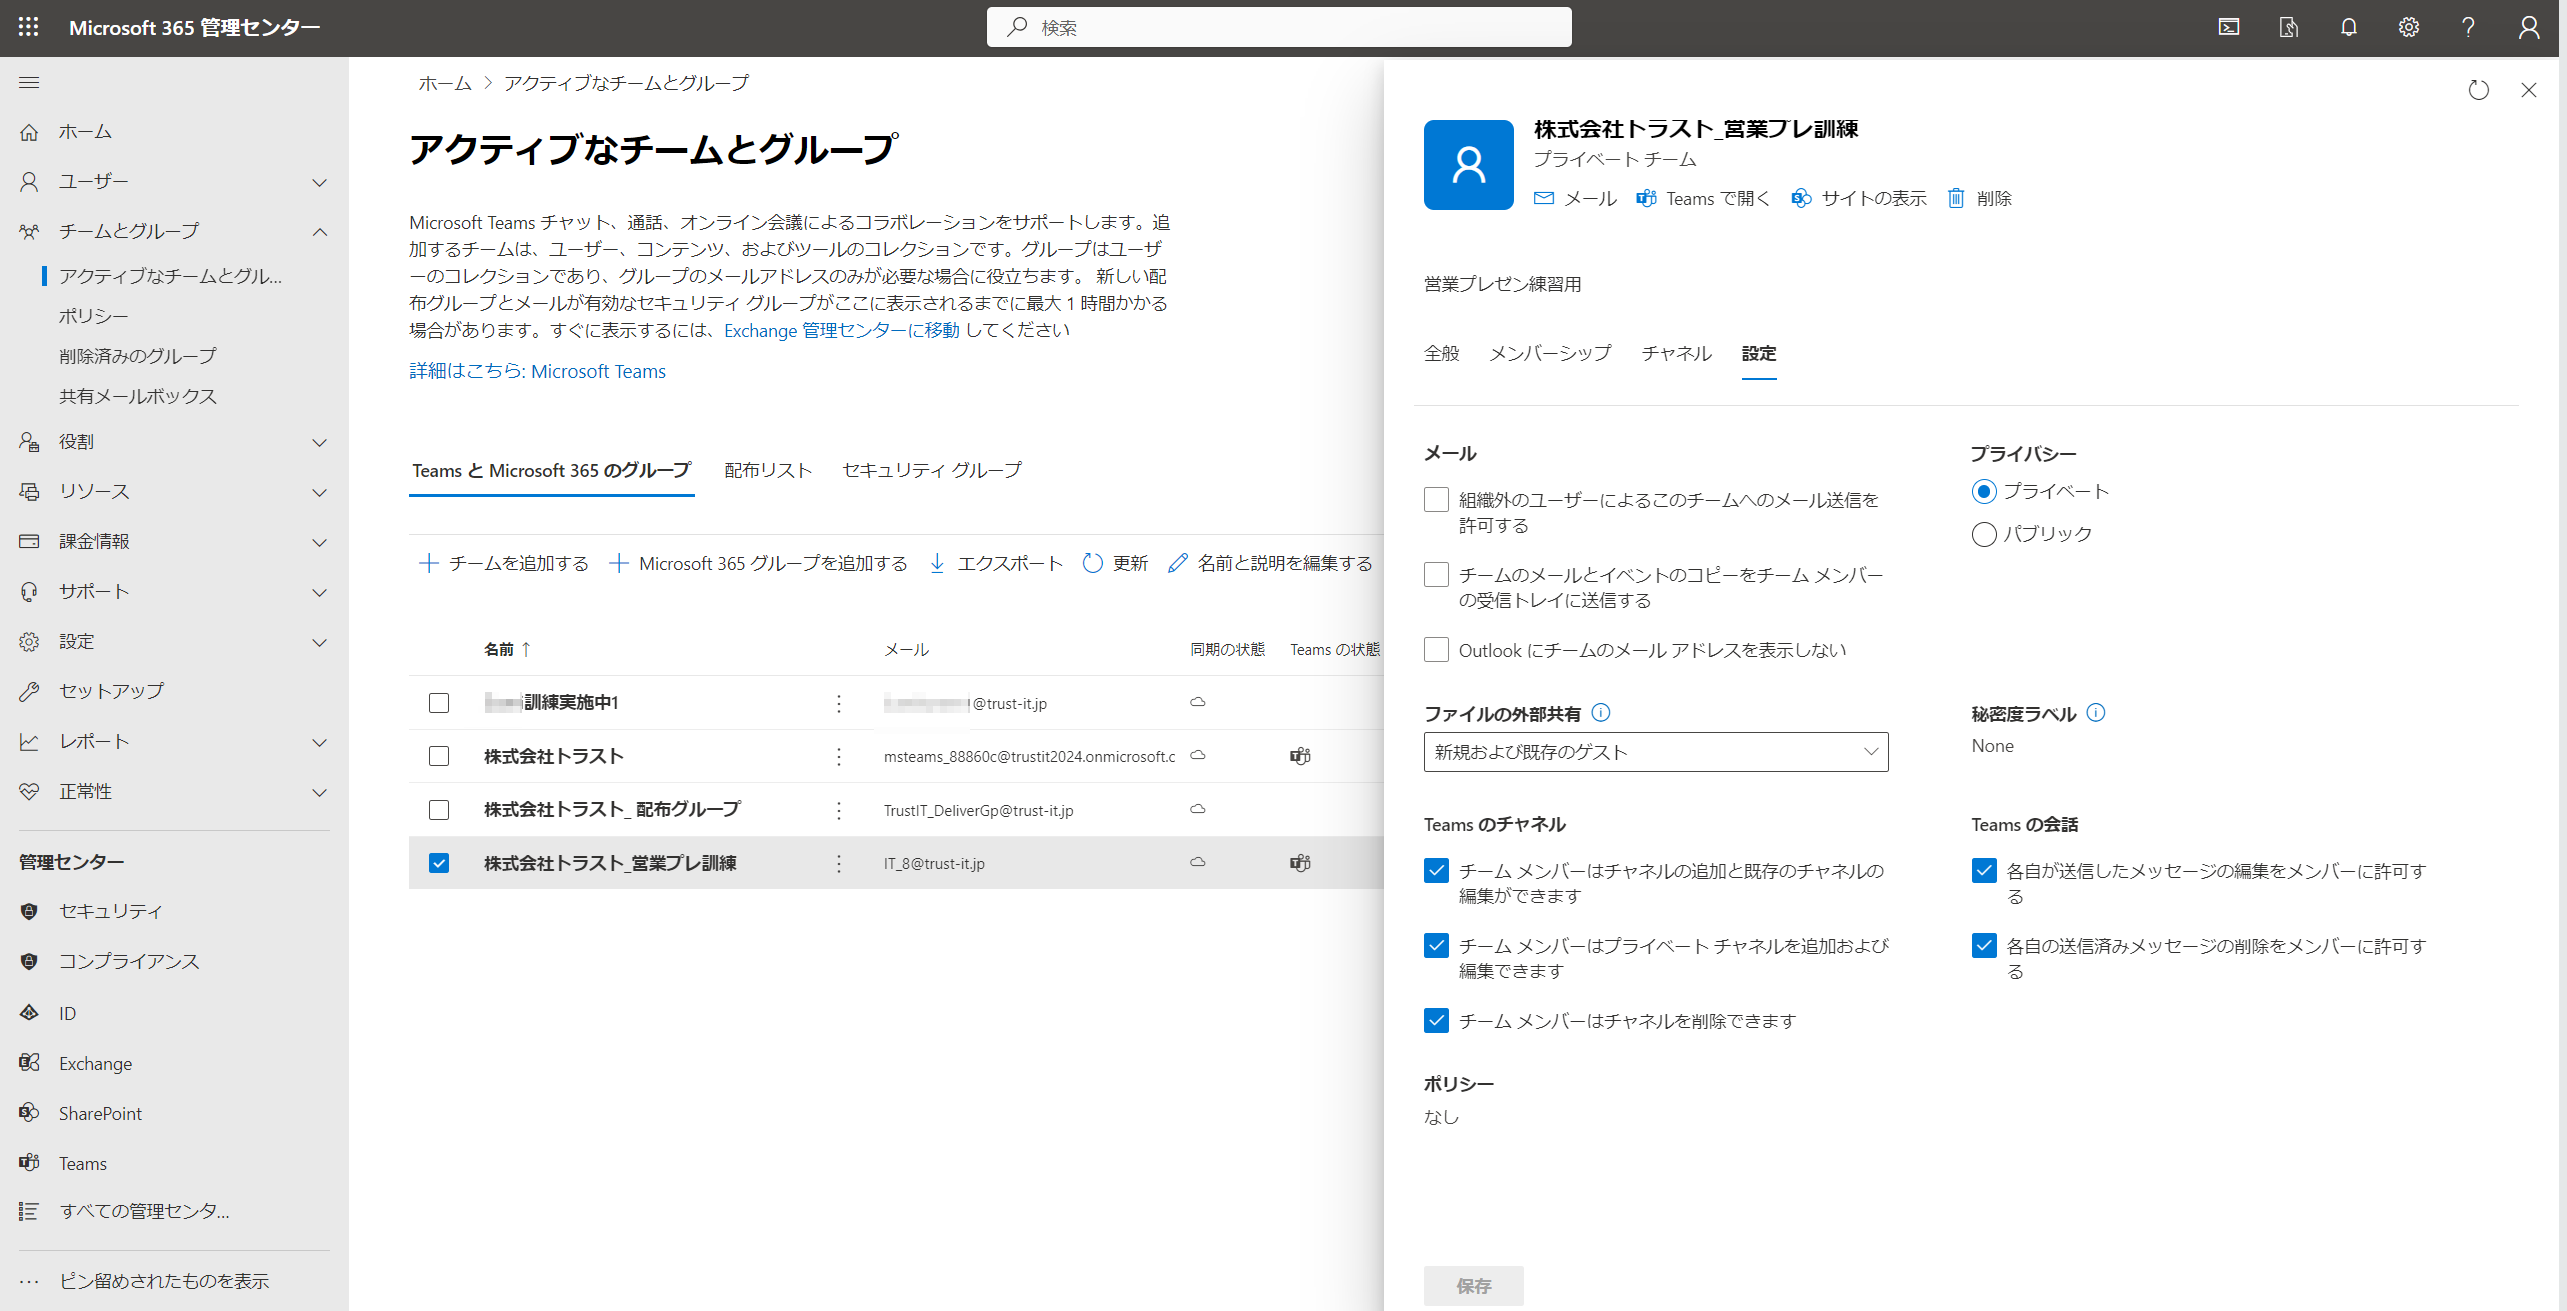 Microsoft 365 管理センター
検索
ホーム
ユーザー
チームとグループ
アクティブなチームとグル...
ポリシー
削除済みのグループ
共有メールボックス
役割
リソース
課金情報
サポート
設定
セットアップ
レポート
正常性
管理センター
セキュリティ
コンプライアンス
ID
Exchange
SharePoint
Teams
すべての管理センタ...
ピン留めされたものを表示
ホーム > アクティブなチームとグループ
アクティブなチームとグループ
Microsoft Teams チャット、通話、オンライン会議によるコラボレーションをサポートします。追
加するチームは、ユーザー、コンテンツ、およびツールのコレクションです。グループはユーザ
ーのコレクションであり、グループのメールアドレスのみが必要な場合に役立ちます。 新しい配
布グループとメールが有効なセキュリティ グループがここに表示されるまでに最大 1 時間かかる
場合があります。すぐに表示するには、Exchange 管理センターに移動 してください
詳細はこちら: Microsoft Teams
Teams と Microsoft 365 のグループ 配布リスト セキュリティ グループ
チームを追加する Microsoft 365 グループを追加する エクスポート 更新 名前と説明を編集する
名前 ↑ メール 同期の状態 Teams の状態
訓練実施中1 @trust-it.jp
株式会社トラスト msteams_88860c@trustit2024.onmicrosoft.c
株式会社トラスト_ 配布グループ TrustIT_DeliverGp@trust-it.jp
株式会社トラスト_営業プレ訓練 IT_8@trust-it.jp
株式会社トラスト_営業プレ訓練
プライベート チーム
メール Teams で開く サイトの表示 削除
営業プレゼン練習用
全般 メンバーシップ チャネル 設定
メール
組織外のユーザーによるこのチームへのメール送信を
許可する
チームのメールとイベントのコピーをチーム メンバー
の受信トレイに送信する
Outlook にチームのメール アドレスを表示しない
プライバシー
プライベート
パブリック
ファイルの外部共有
新規および既存のゲスト
秘密度ラベル
None
Teams のチャネル
チーム メンバーはチャネルの追加と既存のチャネルの
編集ができます
チーム メンバーはプライベート チャネルを追加および
編集できます
チーム メンバーはチャネルを削除できます
Teams の会話
各自が送信したメッセージの編集をメンバーに許可す
る
各自の送信済みメッセージの削除をメンバーに許可す
る
ポリシー
なし
保存